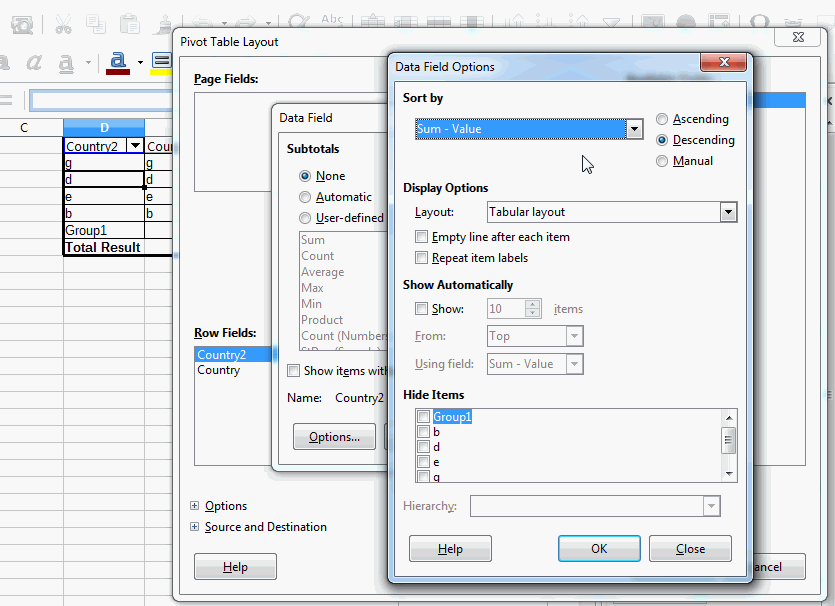 Abc
a a a a
Pivot Table Layout
Page Fields:
C D
Country2 Cou
g g
d d
e e
b b
Group1
Total Result
Row Fields:
Country2
Country
Options
Source and Destination
Help
ancel
Data Field
Subtotals
None
Automatic
User-defined
Sum
Count
Average
Max
Min
Product
Count (Numbers
Show items with
Name: Country2
Options...
Data Field Options
Sort by
Sum - Value
Ascending
Descending
Manual
Display Options
Layout: Tabular layout
Empty line after each item
Repeat item labels
Show Automatically
Show: 10 items
From: Top
Using field: Sum - Value
Hide Items
Group1
b
d
e
g
Hierarchy:
Help OK Close